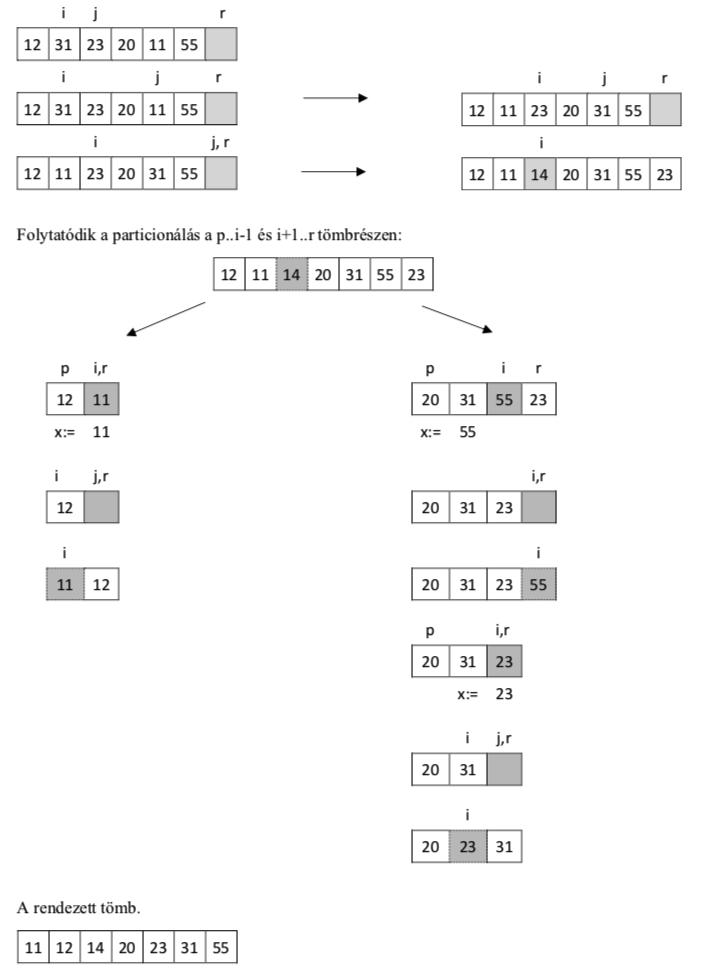 i j r
12 31 23 20 11 55
i j r
12 31 23 20 11 55
i j r
12 11 23 20 31 55
i j, r
12 11 23 20 31 55
i
12 11 14 20 31 55 23
Folytatódik a particionálás a p..i-1 és i+1..r tömbrészen:
12 11 14 20 31 55 23
p i,r
12 11
x:= 11
p i r
20 31 55 23
x:= 55
i j,r
12
i,r
20 31 23
i
11 12
i
20 31 23 55
p i,r
20 31 23
x:= 23
i j,r
20 31
i
20 23 31
A rendezett tömb.
11 12 14 20 23 31 55